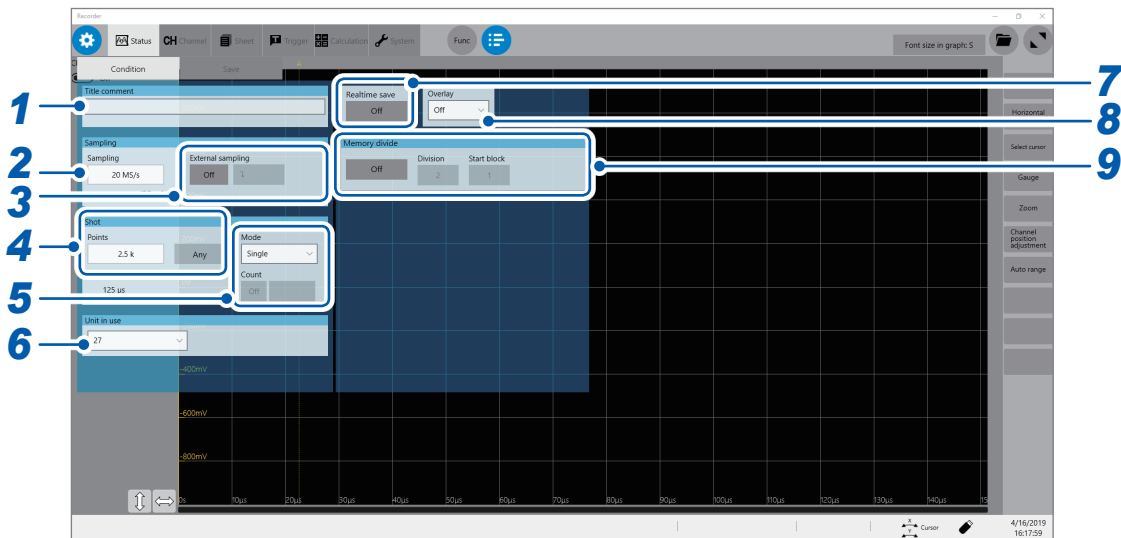 Recorder
Status CH Channel Sheet Trigger Calculation System Func Font size in graph: S
Condition Save
A
1 Title comment
Realtime save Overlay 7
Off Off 8
Horizontal
Sampling Memory divide Select cursor
2 Sampling External sampling Division Start block 9
20 MS/s Off Off 2 1
3 Gauge
Zoom
Shot
4 Points Mode Channel
position
adjustment
2.5 k Any Single
Auto range
Count
5 125 µs Off
Unit in use
6 27
-400mV
-600mV
-800mV
0s 10µs 20µs 30µs 40µs 50µs 60µs 70µs 80µs 90µs 100µs 110µs 120µs 130µs 140µs 15
X
Y Cursor
4/16/2019
16:17:59